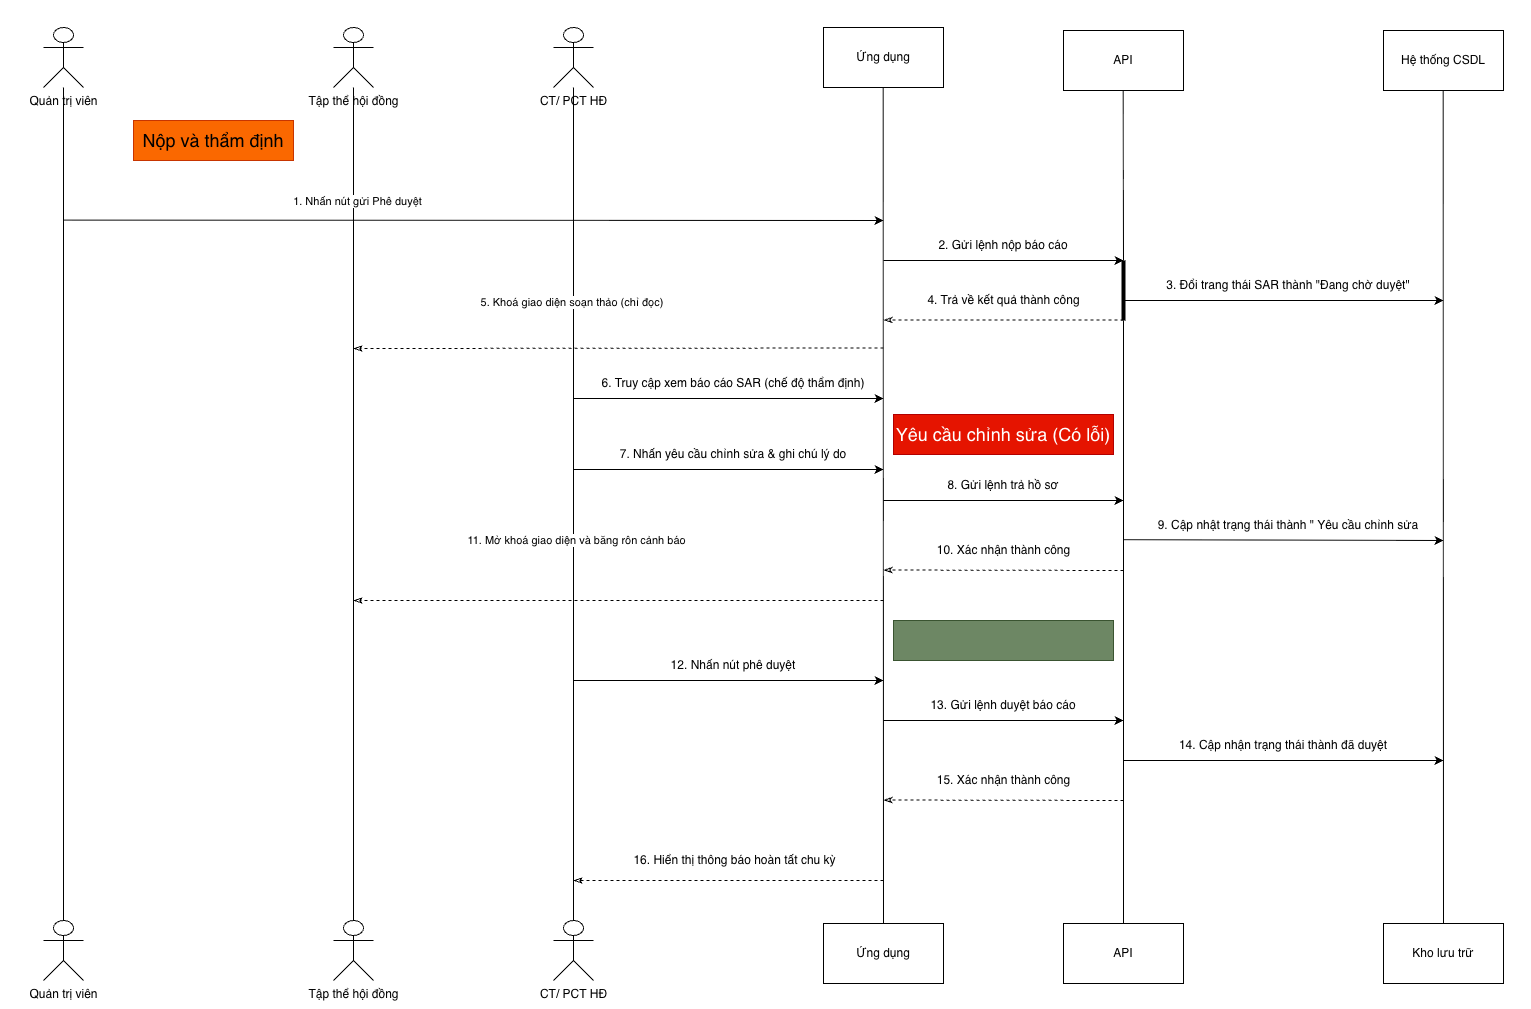 Quản trị viên
Tập thể hội đồng
CT/ PCT HĐ
Ứng dụng
API
Hệ thống CSDL
Nộp và thẩm định
1. Nhấn nút gửi Phê duyệt
2. Gửi lệnh nộp báo cáo
3. Đổi trang thái SAR thành "Đang chờ duyệt"
4. Trả về kết quả thành công
5. Khoá giao diện soạn thảo (chỉ đọc)
6. Truy cập xem báo cáo SAR (chế độ thẩm định)
Yêu cầu chỉnh sửa (Có lỗi)
7. Nhấn yêu cầu chỉnh sửa & ghi chú lý do
8. Gửi lệnh trả hồ sơ
9. Cập nhật trạng thái thành " Yêu cầu chỉnh sửa
10. Xác nhận thành công
11. Mở khoá giao diện và băng rôn cảnh báo
12. Nhấn nút phê duyệt
13. Gửi lệnh duyệt báo cáo
14. Cập nhận trạng thái thành đã duyệt
15. Xác nhận thành công
16. Hiển thị thông báo hoàn tất chu kỳ
Quản trị viên
Tập thể hội đồng
CT/ PCT HĐ
Ứng dụng
API
Kho lưu trữ